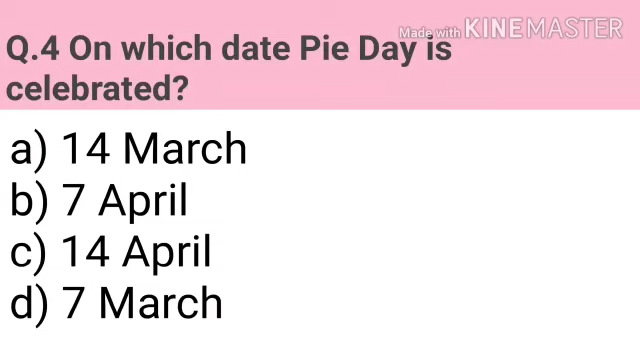 Made with KINEMASTER
Q.4 On which date Pie Day is
celebrated?
a) 14 March
b) 7 April
c) 14 April
d) 7 March